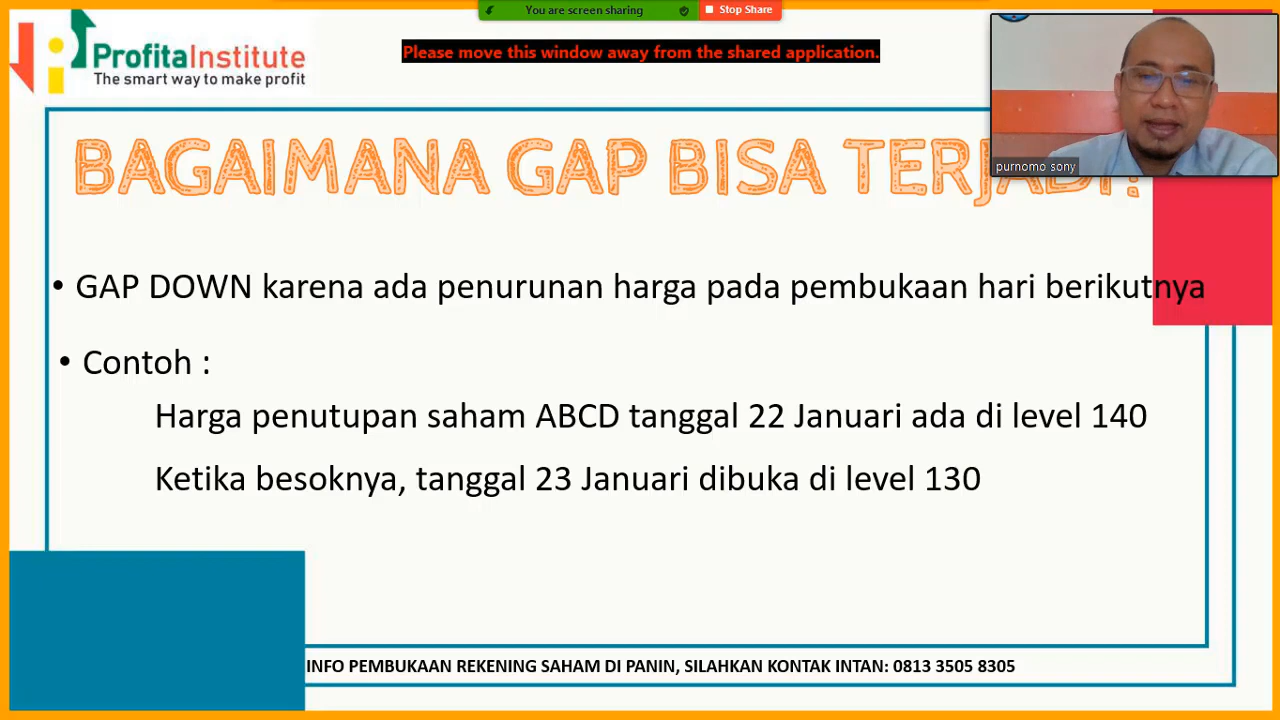 You are screen sharing
Stop Share
Please move this window away from the shared application.
ProfitaInstitute
The smart way to make profit
purnomo sony
BAGAIMANA GAP BISA TERJADI?
• GAP DOWN karena ada penurunan harga pada pembukaan hari berikutnya
• Contoh :
Harga penutupan saham ABCD tanggal 22 Januari ada di level 140
Ketika besoknya, tanggal 23 Januari dibuka di level 130
INFO PEMBUKAAN REKENING SAHAM DI PANIN, SILAHKAN KONTAK INTAN: 0813 3505 8305